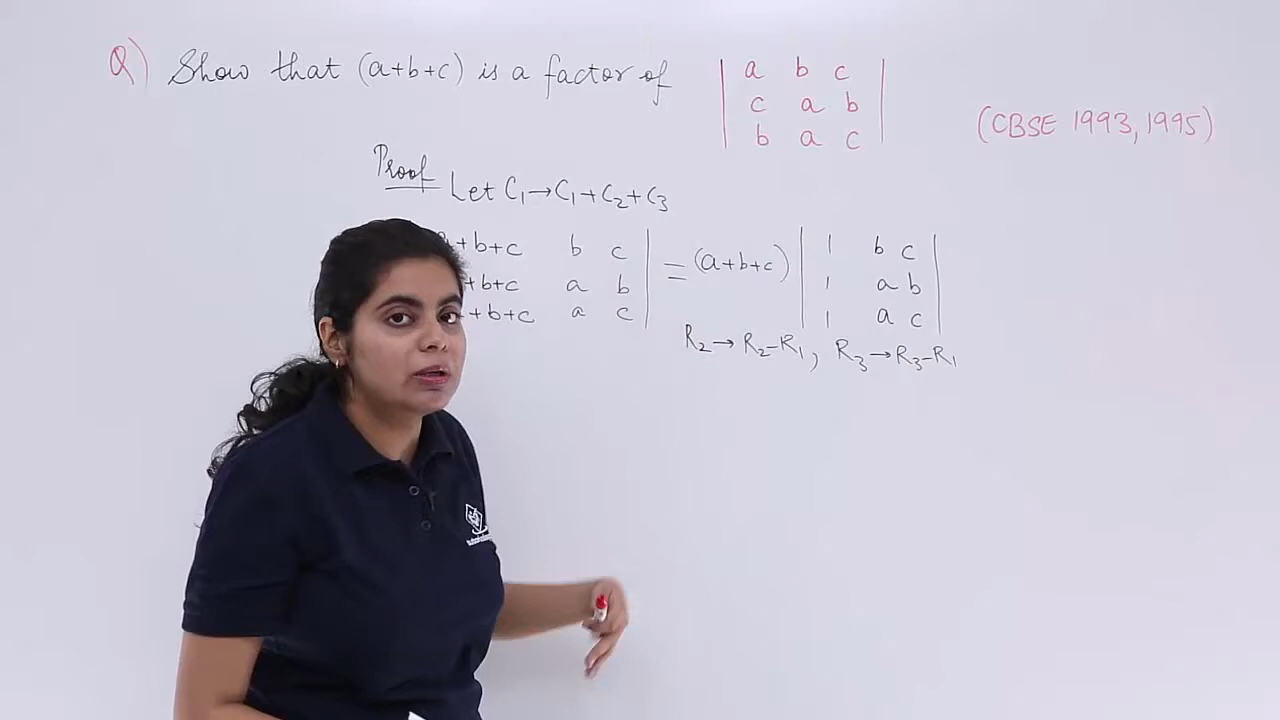 Q) Show that (a+b+c) is a factor of
| a b c |
| c a b |
| b a c |
(CBSE 1993, 1995)
Proof Let C₁→C₁+C₂+C₃
+b+c b c | = (a+b+c) | 1 b c |
+b+c a b | | 1 a b |
+b+c a c | | 1 a c |
R₂→R₂-R₁, R₃→R₃-R₁